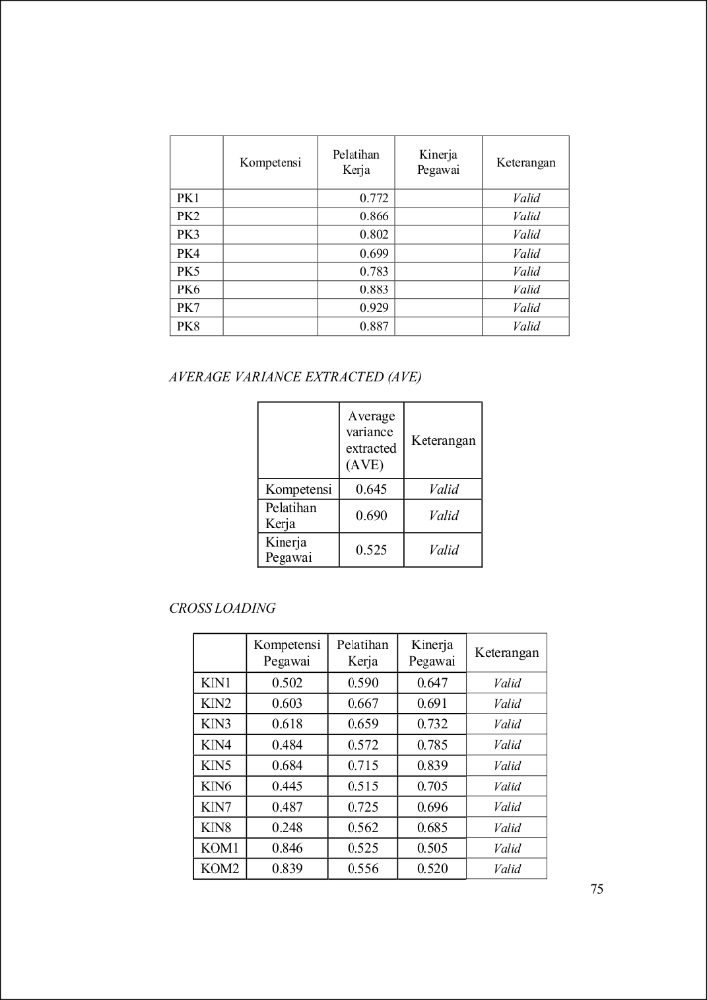 Kompetensi Pelatihan Kerja Kinerja Pegawai Keterangan
PK1 0.772 Valid
PK2 0.866 Valid
PK3 0.802 Valid
PK4 0.699 Valid
PK5 0.783 Valid
PK6 0.883 Valid
PK7 0.929 Valid
PK8 0.887 Valid
AVERAGE VARIANCE EXTRACTED (AVE)
Average variance extracted (AVE) Keterangan
Kompetensi 0.645 Valid
Pelatihan Kerja 0.690 Valid
Kinerja Pegawai 0.525 Valid
CROSS LOADING
Kompetensi Pegawai Pelatihan Kerja Kinerja Pegawai Keterangan
KIN1 0.502 0.590 0.647 Valid
KIN2 0.603 0.667 0.691 Valid
KIN3 0.618 0.659 0.732 Valid
KIN4 0.484 0.572 0.785 Valid
KIN5 0.684 0.715 0.839 Valid
KIN6 0.445 0.515 0.705 Valid
KIN7 0.487 0.725 0.696 Valid
KIN8 0.248 0.562 0.685 Valid
KOM1 0.846 0.525 0.505 Valid
KOM2 0.839 0.556 0.520 Valid
75